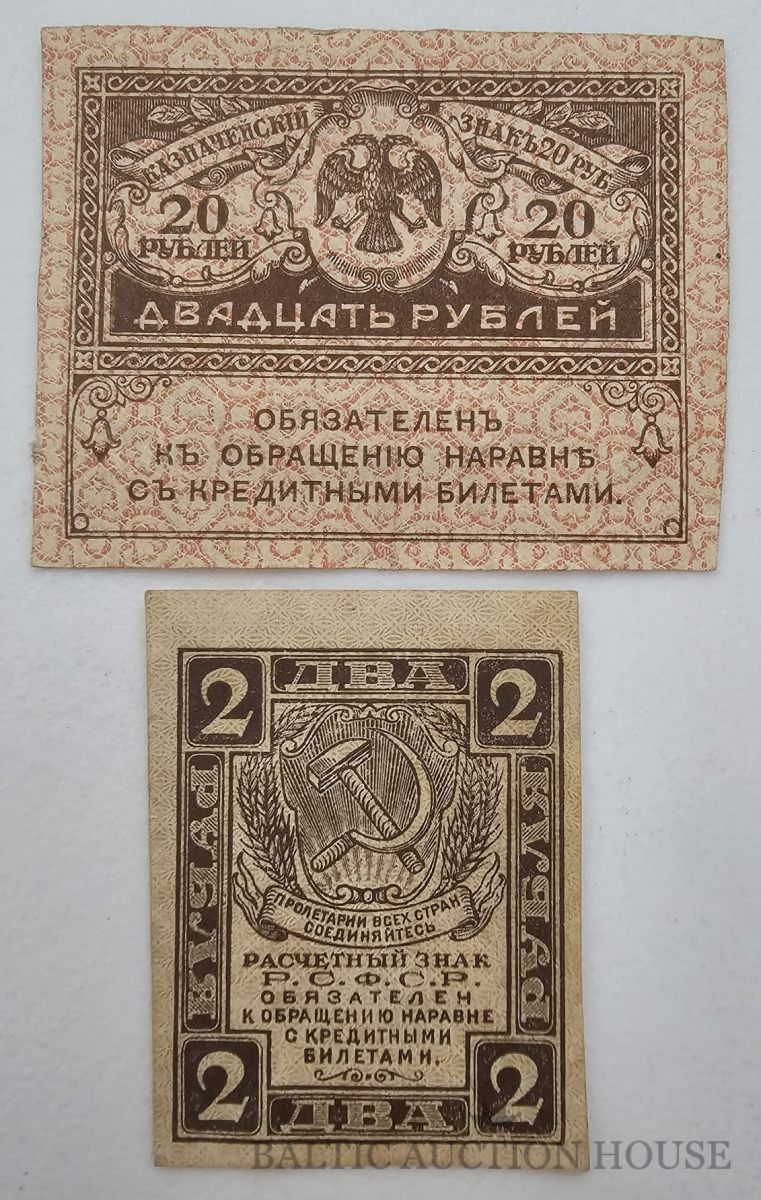 КАЗНАЧЕЙСКІЙ ЗНАКЪ 20 РУБ.
20 РУБЛЕЙ
20 РУБЛЕЙ
ДВАДЦАТЬ РУБЛЕЙ
ОБЯЗАТЕЛЕНЪ
КЪ ОБРАЩЕНІЮ НАРАВНѢ
СЪ КРЕДИТНЫМИ БИЛЕТАМИ.
2 ДВА 2
РУБЛЯ
РУБЛЯ
ПРОЛЕТАРИИ ВСЕХ СТРАН
СОЕДИНЯЙТЕСЬ
РАСЧЕТНЫЙ ЗНАК
Р.С.Ф.С.Р.
ОБЯЗАТЕЛЕН
К ОБРАЩЕНИЮ НАРАВНЕ
С КРЕДИТНЫМИ
БИЛЕТАМИ.
2 ДВА 2
BALTIC AUCTION HOUSE